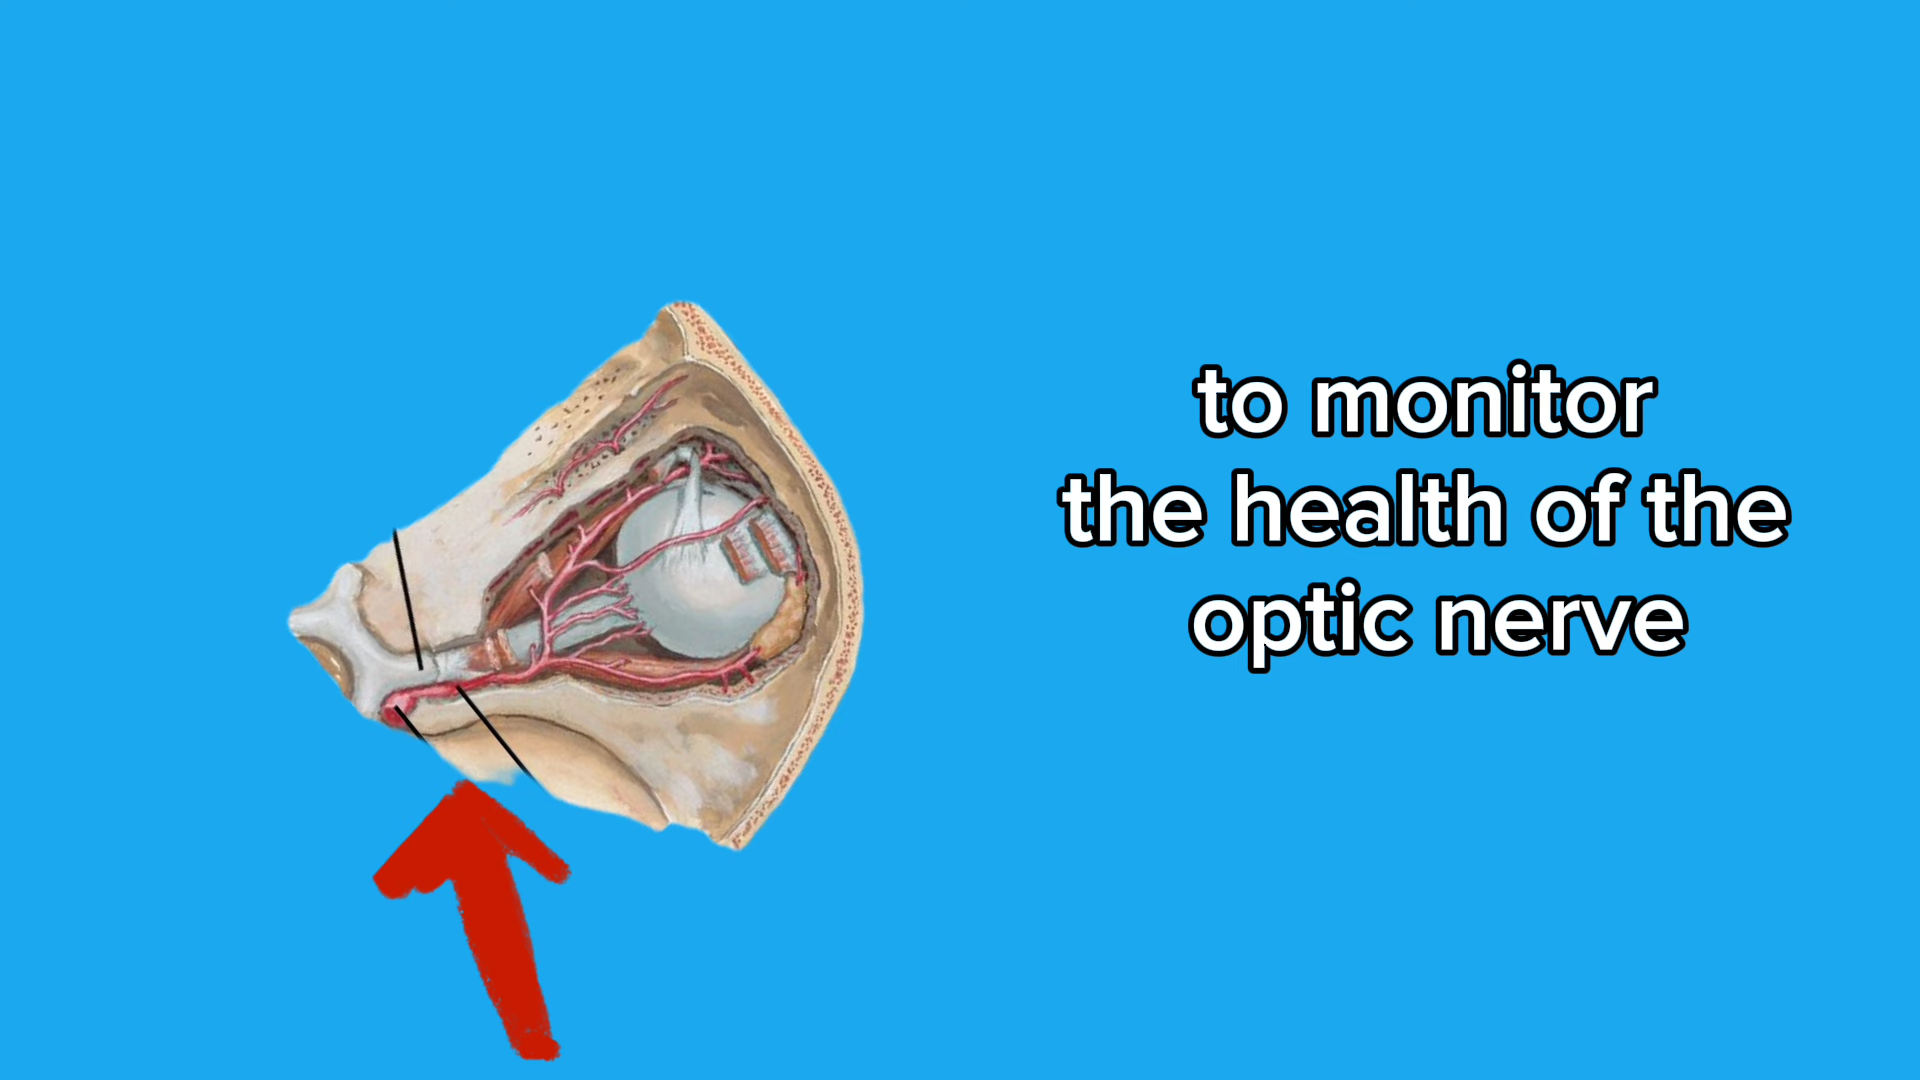 to monitor
the health of the
optic nerve